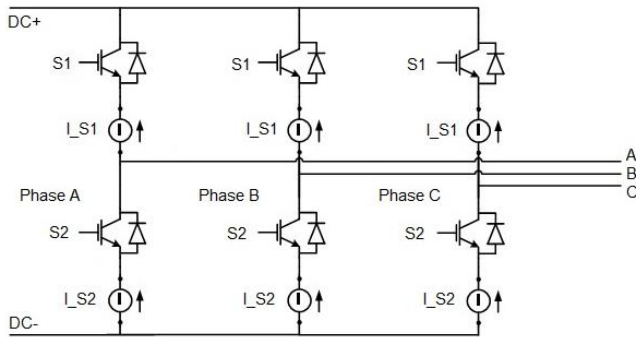 DC+
S1 S1 S1
I_S1 I_S1 I_S1
A
B
Phase A Phase B Phase C
C
S2 S2 S2
I_S2 I_S2 I_S2
DC-